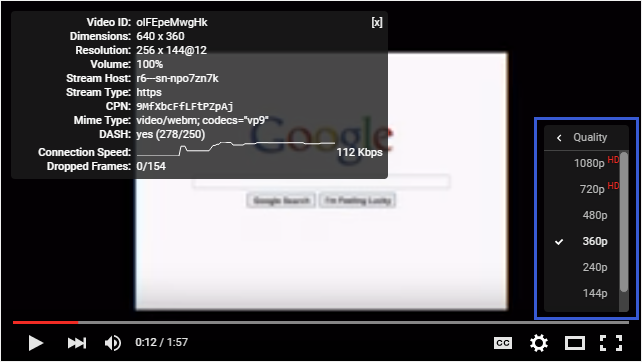 Video ID: oIFEpeMwgHk [x]
Dimensions: 640 x 360
Resolution: 256 x 144@12
Volume: 100%
Stream Host: r6---sn-npo7zn7k
Stream Type: https
CPN: 9MfXbcFfLFtPZpAj
Mime Type: video/webm; codecs="vp9"
DASH: yes (278/250)
Connection Speed: 112 Kbps
Dropped Frames: 0/154
Google
Google Search I'm Feeling Lucky
< Quality
1080p HD
720p HD
480p
✓ 360p
240p
144p
0:12 / 1:57 CC